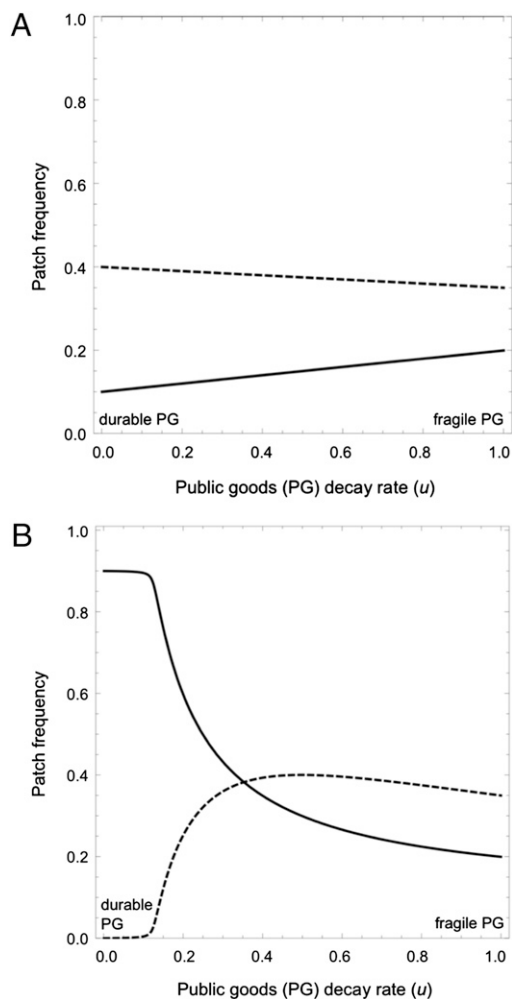 A
1.0
0.8
0.6
0.4
0.2
0.0
Patch frequency
durable PG
fragile PG
0.0 0.2 0.4 0.6 0.8 1.0
Public goods (PG) decay rate (u)
B
1.0
0.8
0.6
0.4
0.2
0.0
Patch frequency
durable
PG
fragile PG
0.0 0.2 0.4 0.6 0.8 1.0
Public goods (PG) decay rate (u)